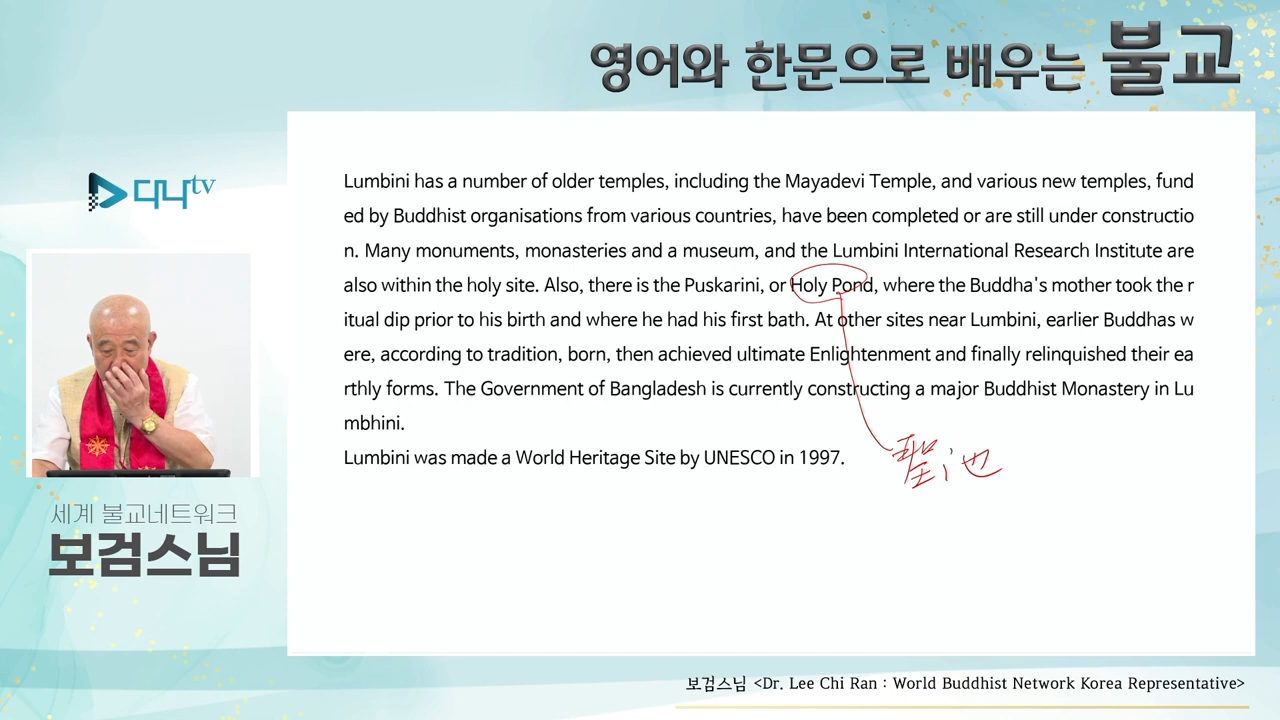 영어와 한문으로 배우는 불교
다나tv
Lumbini has a number of older temples, including the Mayadevi Temple, and various new temples, fund
ed by Buddhist organisations from various countries, have been completed or are still under constructio
n. Many monuments, monasteries and a museum, and the Lumbini International Research Institute are
also within the holy site. Also, there is the Puskarini, or Holy Pond, where the Buddha's mother took the r
itual dip prior to his birth and where he had his first bath. At other sites near Lumbini, earlier Buddhas w
ere, according to tradition, born, then achieved ultimate Enlightenment and finally relinquished their ea
rthly forms. The Government of Bangladesh is currently constructing a major Buddhist Monastery in Lu
mbhini.
Lumbini was made a World Heritage Site by UNESCO in 1997.
聖池
세계 불교네트워크
보검스님
보검스님 <Dr. Lee Chi Ran : World Buddhist Network Korea Representative>